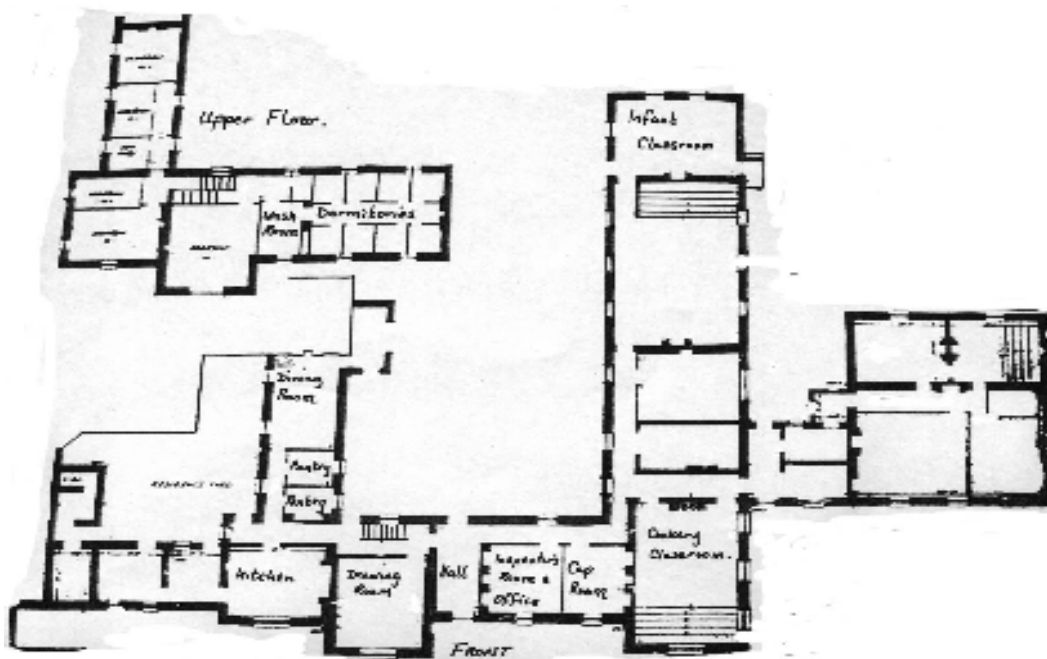 Upper Floor.
Infant
Classroom
Wash
Room
Dormitories
Dining
Room
Pantry
Pantry
Kitchen
Drawing
Room
Hall
Inspector's
Room &
Office
Cap
Room
Cookery
Classroom.
FRONT